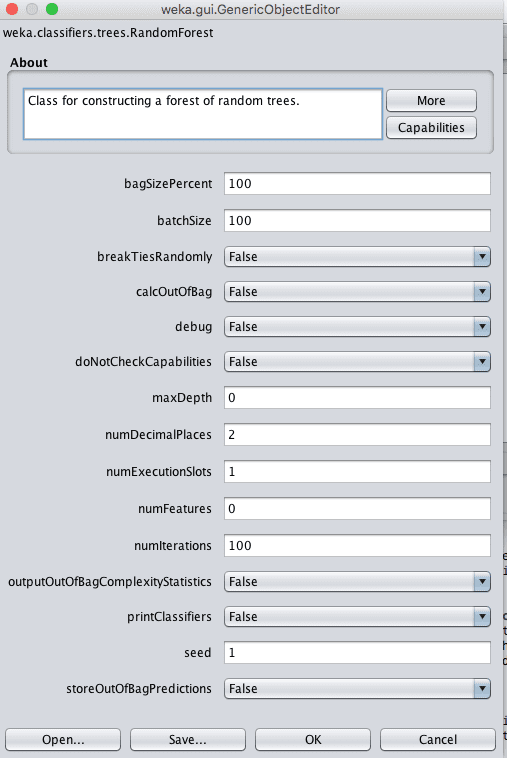 weka.gui.GenericObjectEditor
weka.classifiers.trees.RandomForest
About
Class for constructing a forest of random trees.
More
Capabilities
bagSizePercent 100
batchSize 100
breakTiesRandomly False
calcOutOfBag False
debug False
doNotCheckCapabilities False
maxDepth 0
numDecimalPlaces 2
numExecutionSlots 1
numFeatures 0
numIterations 100
outputOutOfBagComplexityStatistics False
printClassifiers False
seed 1
storeOutOfBagPredictions False
Open... Save... OK Cancel